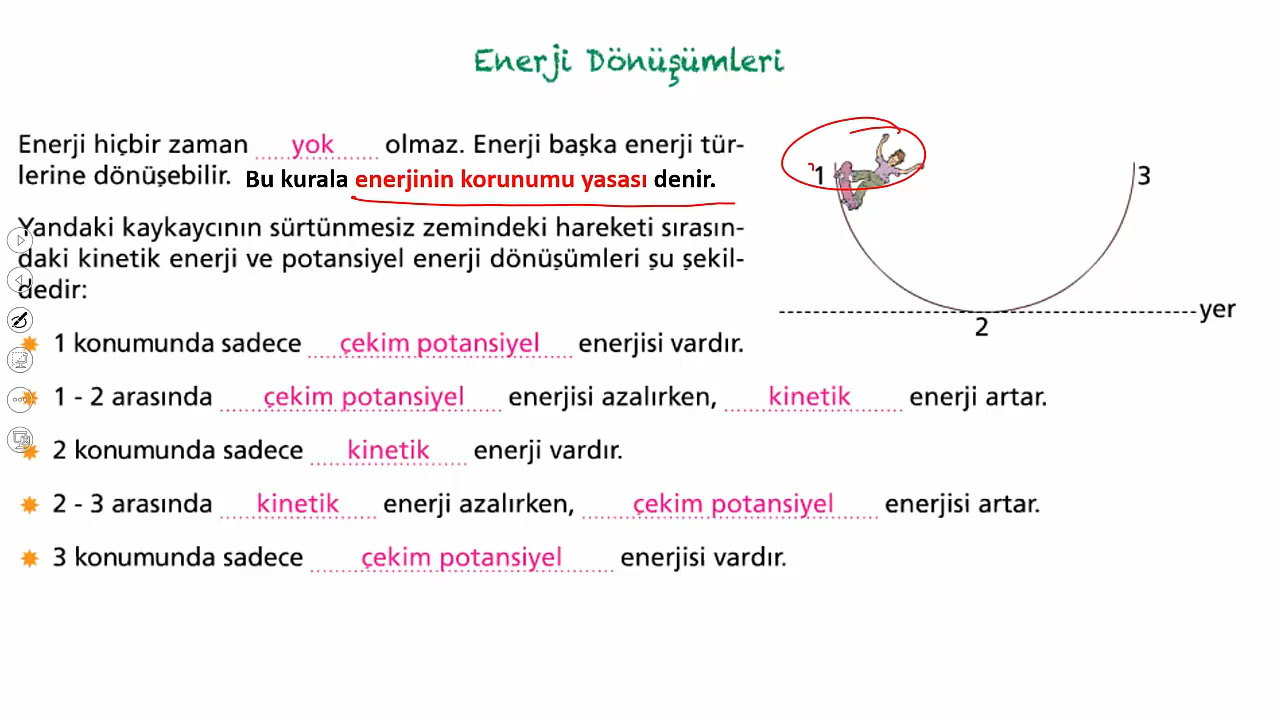 Enerji Dönüşümleri
Enerji hiçbir zaman yok olmaz. Enerji başka enerji tür-
lerine dönüşebilir. Bu kurala enerjinin korunumu yasası denir.
Yandaki kaykaycının sürtünmesiz zemindeki hareketi sırasın-
daki kinetik enerji ve potansiyel enerji dönüşümleri şu şekil-
dedir:
1 konumunda sadece çekim potansiyel enerjisi vardır.
1 - 2 arasında çekim potansiyel enerjisi azalırken, kinetik enerji artar.
2 konumunda sadece kinetik enerji vardır.
2 - 3 arasında kinetik enerji azalırken, çekim potansiyel enerjisi artar.
3 konumunda sadece çekim potansiyel enerjisi vardır.
1
3
yer
2